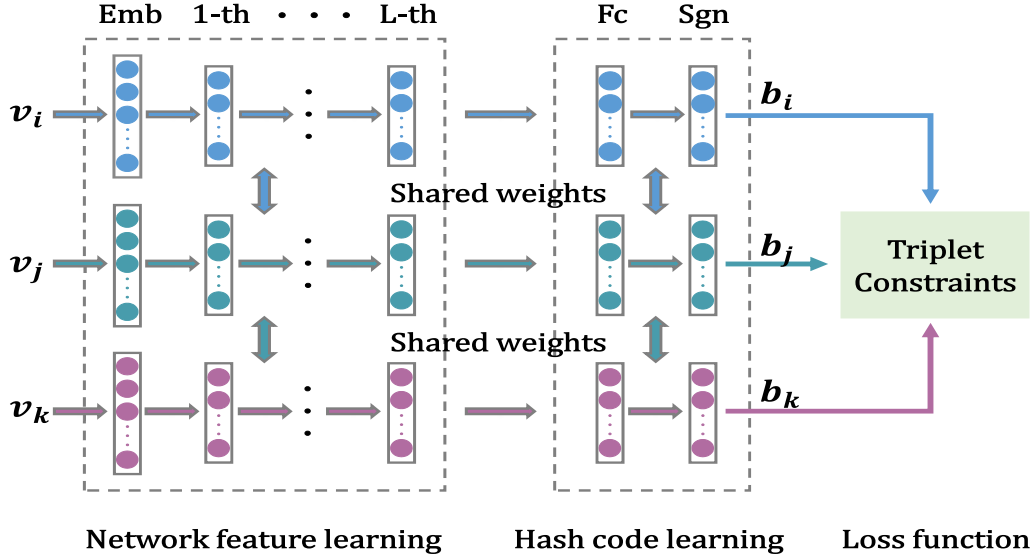 Emb 1-th · · · · L-th Fc Sgn
v_i b_i
Shared weights
v_j b_j Triplet
Constraints
Shared weights
v_k b_k
Network feature learning Hash code learning Loss function